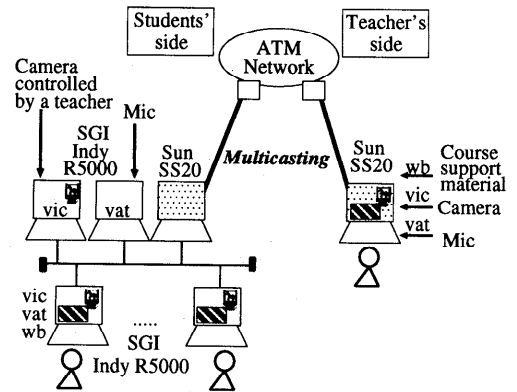 Students'
side
ATM
Network
Teacher's
side
Camera
controlled
by a teacher
Mic
SGI
Indy
R5000
Sun
SS20
Multicasting
Sun
SS20
wb
Course
support
material
vic
Camera
vat
Mic
vic
vat
vic
vat
wb
.....
SGI
Indy R5000